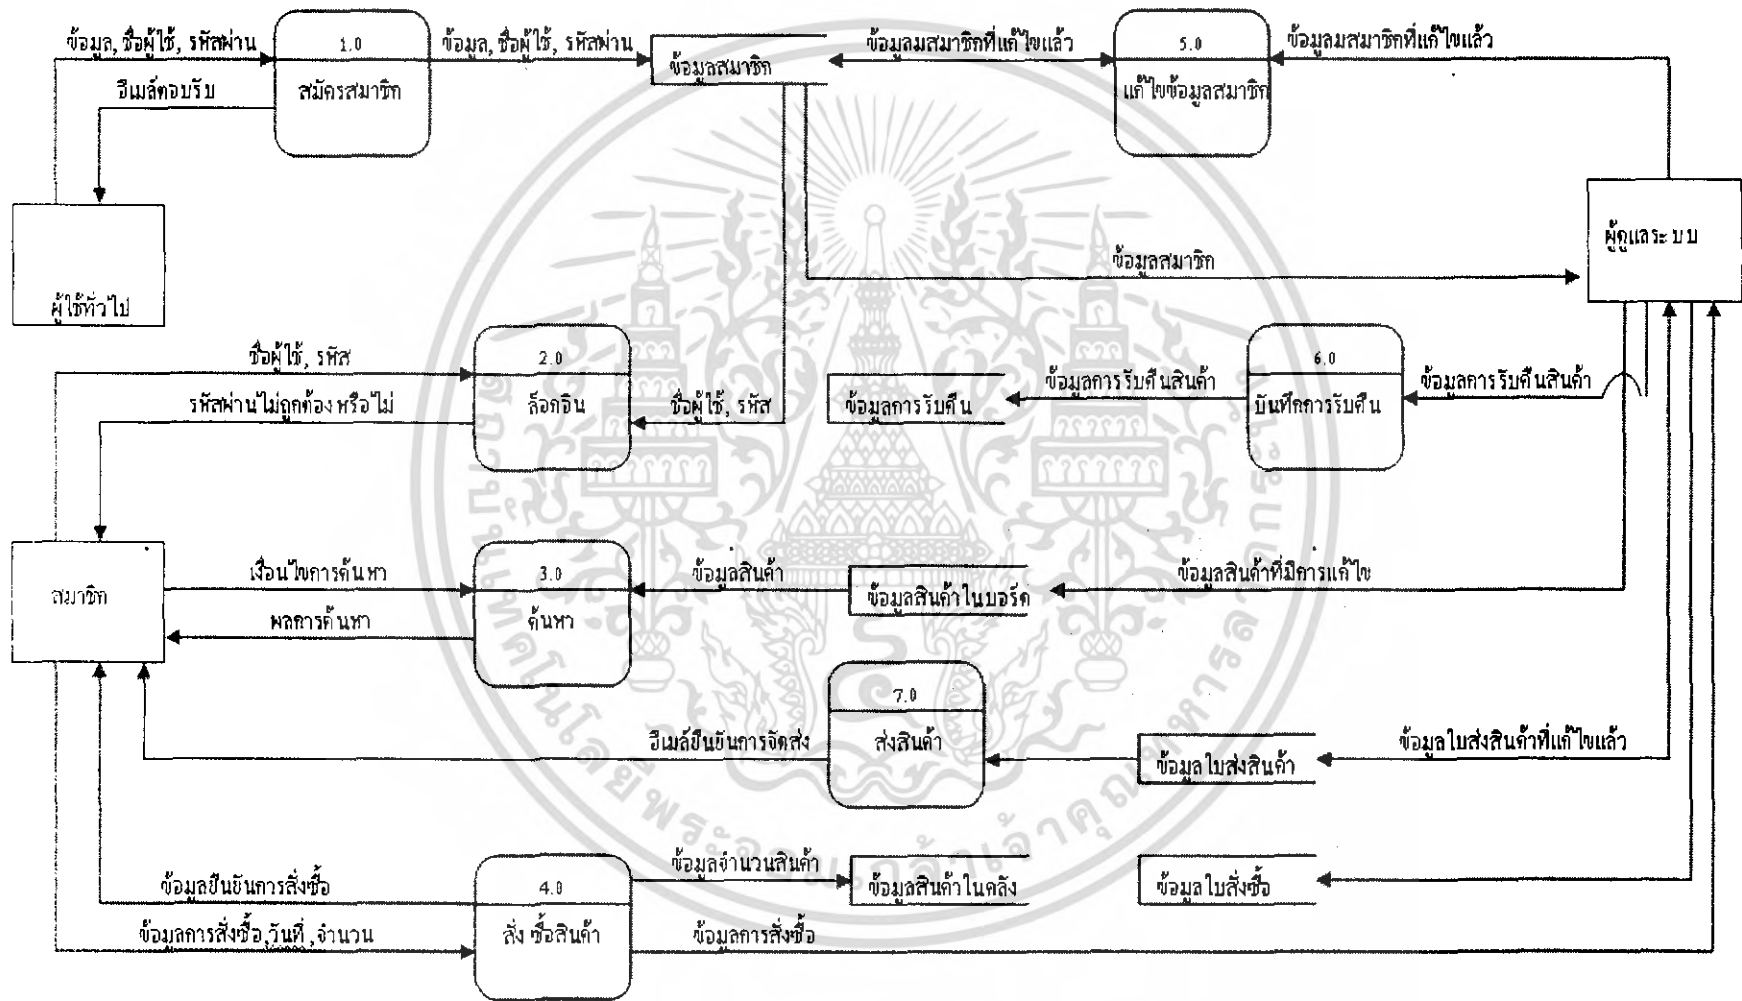 ข้อมูล, ชื่อผู้ใช้, รหัสผ่าน
1.0
ข้อมูล, ชื่อผู้ใช้, รหัสผ่าน
ข้อมูลสมาชิก
ข้อมูมสมาชิกที่แก้ไขแล้ว
5.0
ข้อมูมสมาชิกที่แก้ไขแล้ว
อีเมล์ตอบรับ
สมัครสมาชิก
แก้ไขข้อมูลสมาชิก
ผู้ใช้ทั่วไป
ผู้ดูแลระบบ
ข้อมูลสมาชิก
ชื่อผู้ใช้, รหัส
2.0
6.0
รหัสผ่านไม่ถูกต้อง หรือไม่
ล็อกอิน
ชื่อผู้ใช้, รหัส
ข้อมูลการรับคืน
ข้อมูลการรับคืนสินค้า
บันทึกการรับคืน
ข้อมูลการรับคืนสินค้า
สมาชิก
เงื่อนไขการค้นหา
3.0
ข้อมูลสินค้า
ข้อมูลสินค้าในบอร์ด
ข้อมูลสินค้าที่มีการแก้ไข
ผลการค้นหา
ค้นหา
7.0
อีเมล์ยืนยันการจัดส่ง
ส่งสินค้า
ข้อมูลใบส่งสินค้า
ข้อมูลใบส่งสินค้าที่แก้ไขแล้ว
ข้อมูลยืนยันการสั่งซื้อ
4.0
ข้อมูลจำนวนสินค้า
ข้อมูลสินค้าในคลัง
ข้อมูลใบสั่งซื้อ
ข้อมูลการสั่งซื้อ,วันที่,จำนวน
สั่ง ซื้อสินค้า
ข้อมูลการสั่งซื้อ